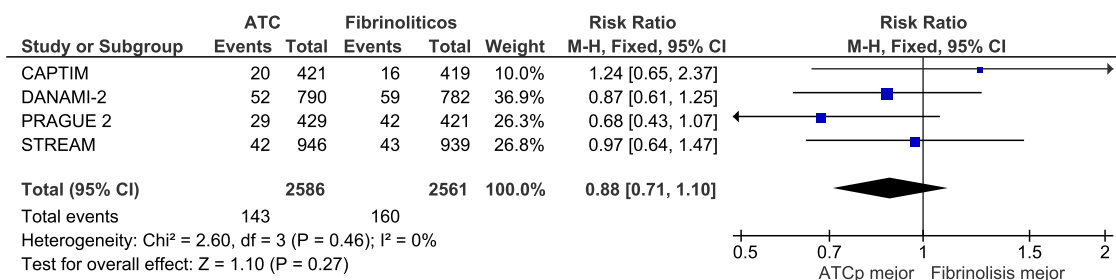 ATC Fibrinoliticos Risk Ratio Risk Ratio
Study or Subgroup Events Total Events Total Weight M-H, Fixed, 95% CI M-H, Fixed, 95% CI
CAPTIM 20 421 16 419 10.0% 1.24 [0.65, 2.37]
DANAMI-2 52 790 59 782 36.9% 0.87 [0.61, 1.25]
PRAGUE 2 29 429 42 421 26.3% 0.68 [0.43, 1.07]
STREAM 42 946 43 939 26.8% 0.97 [0.64, 1.47]
Total (95% CI) 2586 2561 100.0% 0.88 [0.71, 1.10]
Total events 143 160
Heterogeneity: Chi² = 2.60, df = 3 (P = 0.46); I² = 0%
Test for overall effect: Z = 1.10 (P = 0.27)
0.5 0.7 1 1.5 2
ATCp mejor Fibrinolisis mejor